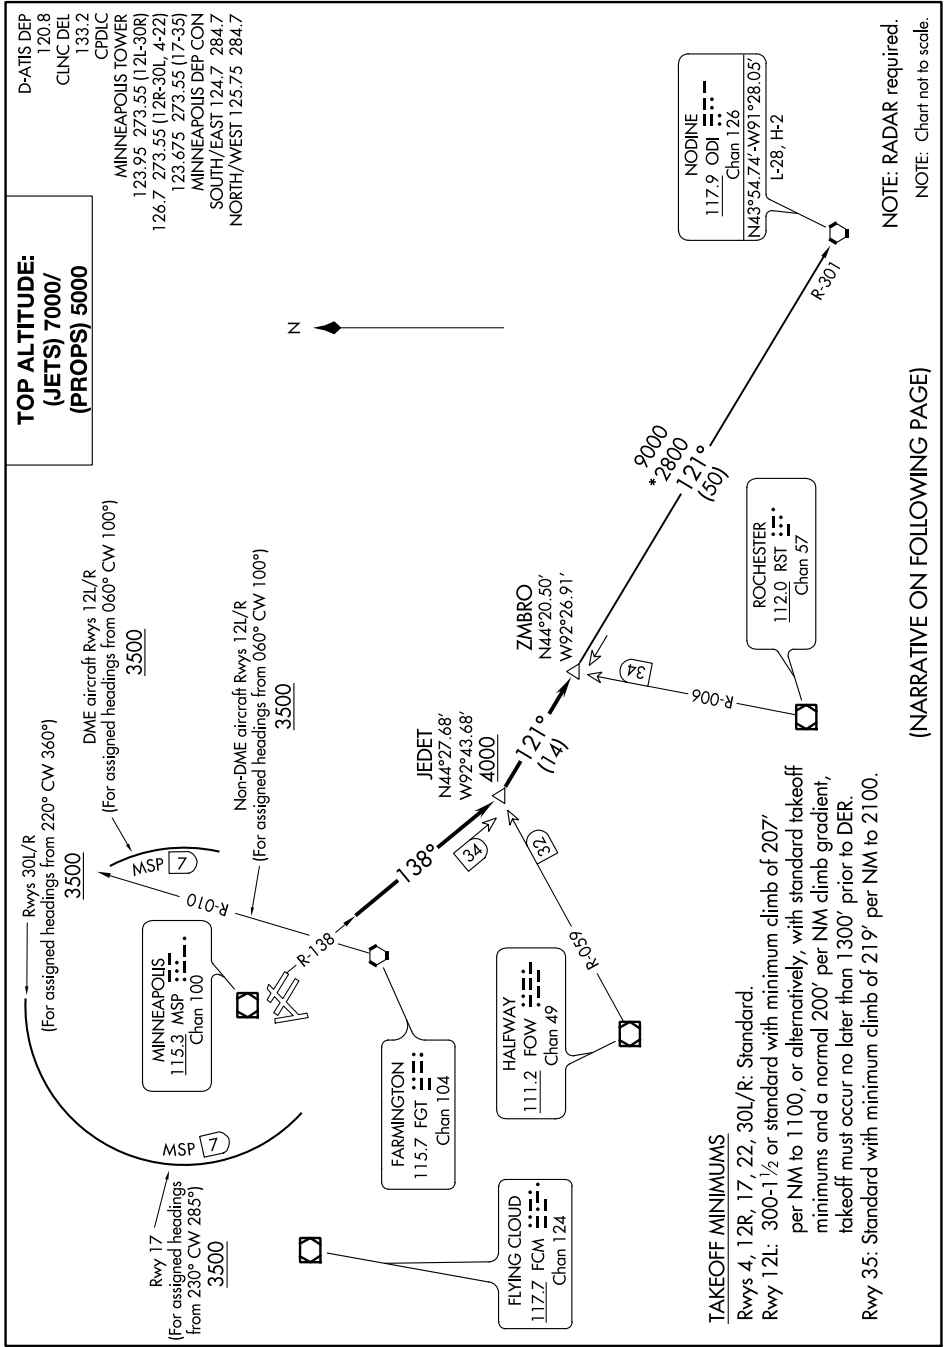 D-ATIS DEP
120.8
CLNC DEL
133.2
CPDLC
MINNEAPOLIS TOWER
123.95 273.55 (12L-30R)
126.7 273.55 (12R-30L, 4-22)
123.675 273.55 (17-35)
MINNEAPOLIS DEP CON
SOUTH/EAST 124.7 284.7
NORTH/WEST 125.75 284.7
TOP ALTITUDE:
(JETS) 7000/
(PROPS) 5000
Rwys 30L/R
(For assigned headings from 220° CW 360°)
3500
DME aircraft Rwys 12L/R
(For assigned headings from 060° CW 100°)
3500
Non-DME aircraft Rwys 12L/R
(For assigned headings from 060° CW 100°)
3500
Rwy 17
(For assigned headings
from 230° CW 285°)
3500
MSP 7
MSP 7
R-010
MINNEAPOLIS
115.3 MSP
Chan 100
R-138
138°
N
FARMINGTON
115.7 FGT
Chan 104
JEDET
N44°27.68'
W92°43.68'
4000
34
32
R-059
121°
(14)
ZMBRO
N44°20.50'
W92°26.91'
34
R-006
HALFWAY
111.2 FOW
Chan 49
FLYING CLOUD
117.7 FCM
Chan 124
9000
*2800
121°
(50)
R-301
NODINE
117.9 ODI
Chan 126
N43°54.74'-W91°28.05'
L-28, H-2
ROCHESTER
112.0 RST
Chan 57
TAKEOFF MINIMUMS
Rwys 4, 12R, 17, 22, 30L/R: Standard.
Rwy 12L: 300-1½ or standard with minimum climb of 207'
per NM to 1100, or alternatively, with standard takeoff
minimums and a normal 200' per NM climb gradient,
takeoff must occur no later than 1300' prior to DER.
Rwy 35: Standard with minimum climb of 219' per NM to 2100.
NOTE: RADAR required.
NOTE: Chart not to scale.
(NARRATIVE ON FOLLOWING PAGE)